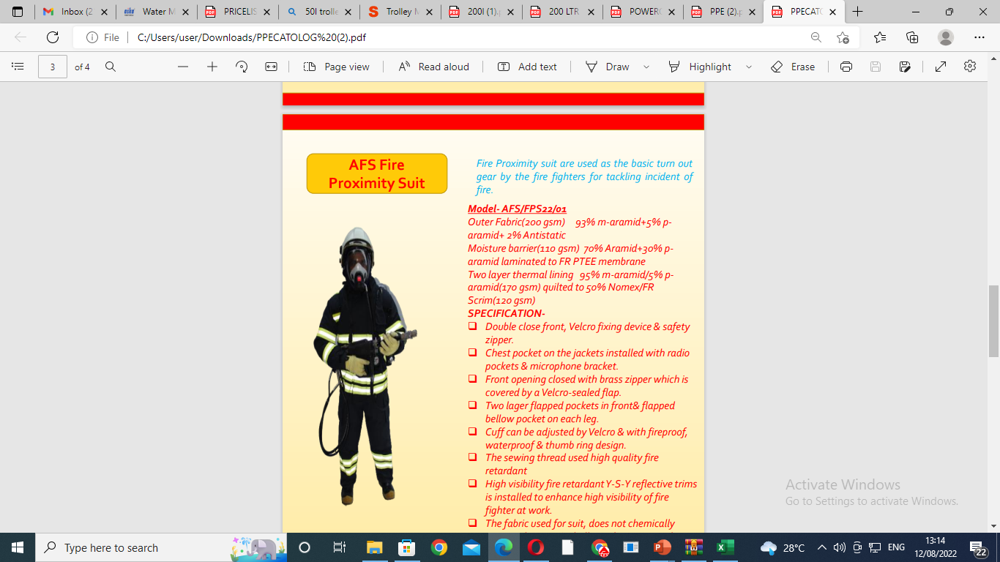 Inbox (2
Water M
PRICELIS
50l trolle
Trolley M
200l (1).p
200 LTR
POWERC
PPE (2).p
PPECATO
File
C:/Users/user/Downloads/PPECATOLOG%20(2).pdf
3
of 4
Page view
Read aloud
Add text
Draw
Highlight
Erase
AFS Fire
Proximity Suit
Fire Proximity suit are used as the basic turn out
gear by the fire fighters for tackling incident of
fire.
Model- AFS/FPS22/01
Outer Fabric(200 gsm) 93% m-aramid+5% p-
aramid+ 2% Antistatic
Moisture barrier(110 gsm) 70% Aramid+30% p-
aramid laminated to FR PTEE membrane
Two layer thermal lining 95% m-aramid/5% p-
aramid(170 gsm) quilted to 50% Nomex/FR
Scrim(120 gsm)
SPECIFICATION-
Double close front, Velcro fixing device & safety
zipper.
Chest pocket on the jackets installed with radio
pockets & microphone bracket.
Front opening closed with brass zipper which is
covered by a Velcro-sealed flap.
Two lager flapped pockets in front& flapped
bellow pocket on each leg.
Cuff can be adjusted by Velcro & with fireproof,
waterproof & thumb ring design.
The sewing thread used high quality fire
retardant
High visibility fire retardant Y-S-Y reflective trims
is installed to enhance high visibility of fire
fighter at work.
The fabric used for suit, does not chemically
Activate Windows
Go to Settings to activate Windows.
Type here to search
28°C
ENG
13:14
12/08/2022
22